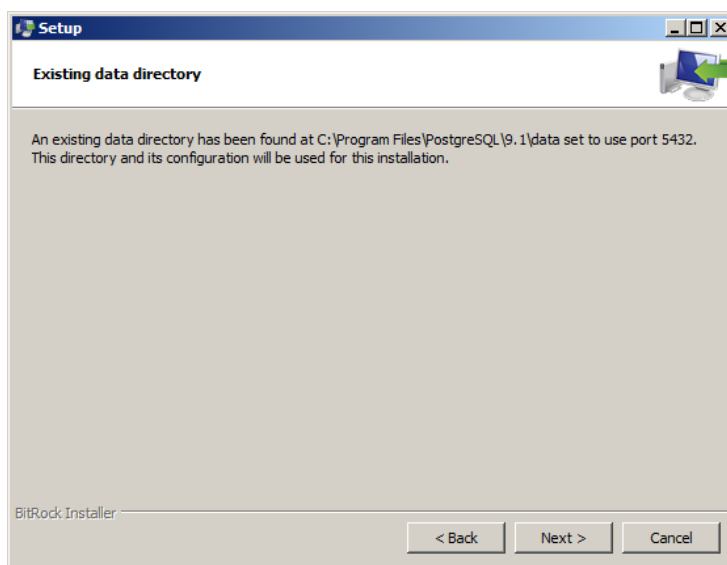 Setup
Existing data directory
An existing data directory has been found at C:\Program Files\PostgreSQL\9.1\data set to use port 5432.
This directory and its configuration will be used for this installation.
BitRock Installer
< Back Next > Cancel